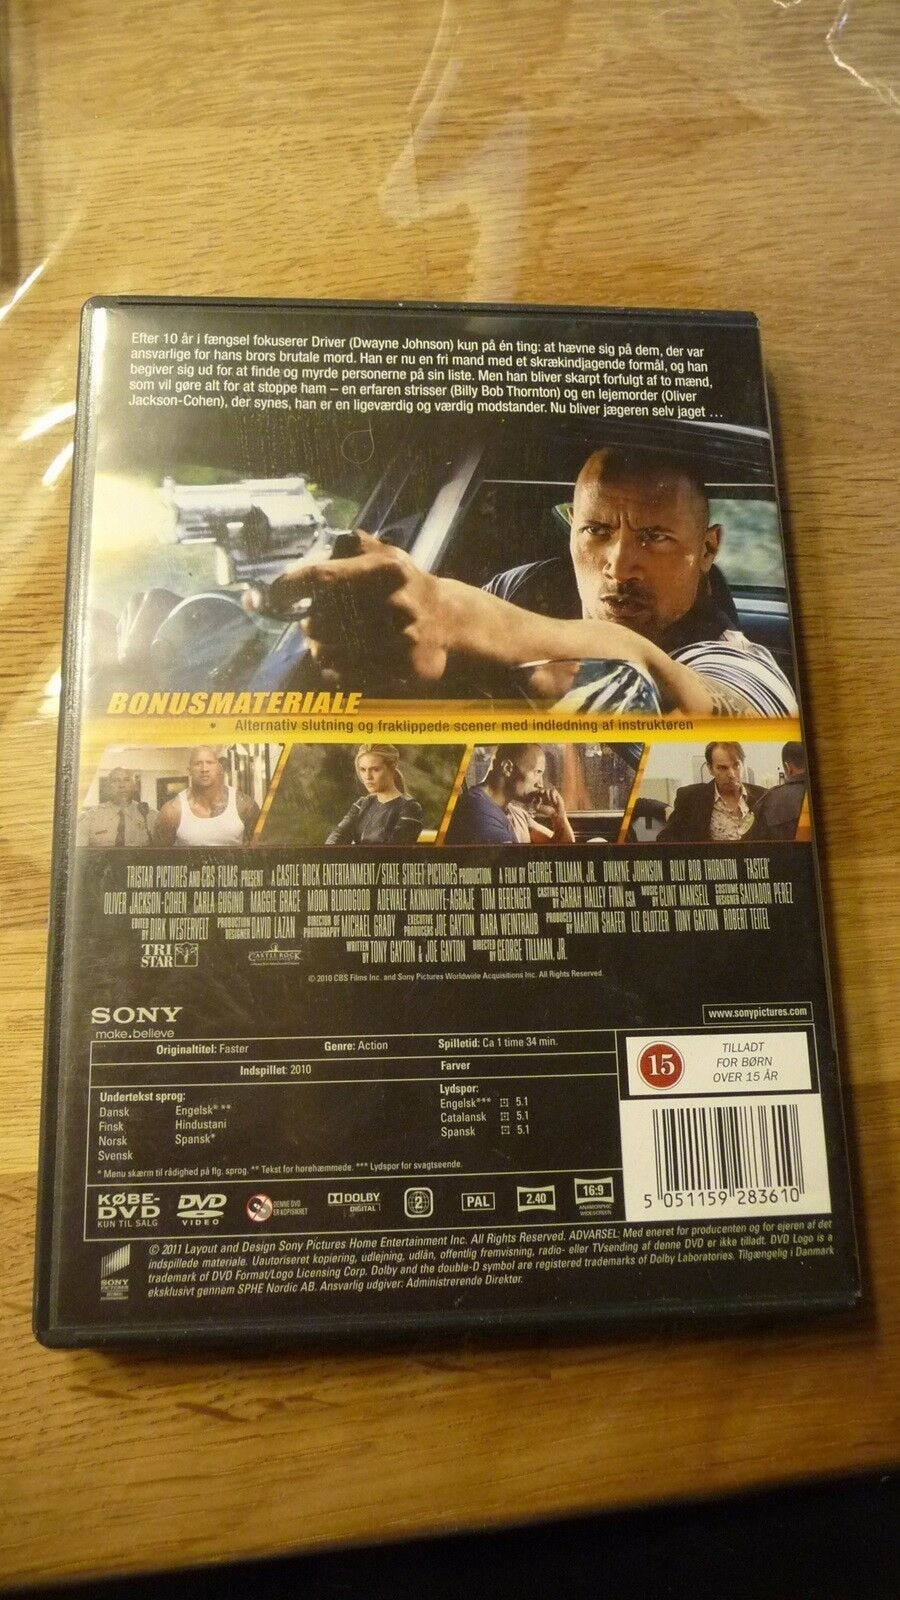 Efter 10 år i fængsel fokuserer Driver (Dwayne Johnson) kun på én ting: at hævne sig på dem, der var
ansvarlige for hans brors brutale mord. Han er nu en fri mand med et skrækindjagende formål, og han
begiver sig ud for at finde og myrde personerne på sin liste. Men han bliver skarpt forfulgt af to mænd,
som vil gøre alt for at stoppe ham – en erfaren strisser (Billy Bob Thornton) og en lejemorder (Oliver
Jackson-Cohen), der synes, han er en ligeværdig og værdig modstander. Nu bliver jægeren selv jaget ...
BONUSMATERIALE
* Alternativ slutning og fraklippede scener med indledning af instruktøren
TRISTAR PICTURES AND CBS FILMS PRESENT A CASTLE ROCK ENTERTAINMENT/STATE STREET PICTURES PRODUCTION A FILM BY GEORGE TILLMAN, JR. DWAYNE JOHNSON BILLY BOB THORNTON "FASTER"
OLIVER JACKSON-COHEN CARLA GUGINO MAGGIE GRACE MOON BLOODGOOD ADEWALE AKINNUOYE-AGBAJE TOM BERENGER CASTING BY SARAH HALLEY FINN CSA MUSIC BY CLINT MANSELL COSTUME DESIGNER SALVADOR PEREZ
EDITED BY DIRK WESTERVELT PRODUCTION DESIGNER DAVID LAZAN DIRECTOR OF PHOTOGRAPHY MICHAEL GRADY EXECUTIVE PRODUCERS JOE GAYTON DARA WEINTRAUB PRODUCED BY MARTIN SHAFER LIZ GLOTZER TONY GAYTON ROBERT TEITEL
WRITTEN BY TONY GAYTON & JOE GAYTON DIRECTED BY GEORGE TILLMAN, JR.
TRI
STAR
CASTLE ROCK
© 2010 CBS Films Inc. and Sony Pictures Worldwide Acquisitions Inc. All Rights Reserved.
SONY
make.believe
www.sonypictures.com
Originaltitel: Faster Genre: Action Spilletid: Ca 1 time 34 min.
Indspillet: 2010 Farver
15
TILLADT
FOR BØRN
OVER 15 ÅR
Undertekst sprog:
Dansk Engelsk* **
Finsk Hindustani
Norsk Spansk*
Svensk
Lydspor:
Engelsk*** 5.1
Catalansk 5.1
Spansk 5.1
* Menu skærm til rådighed på flg. sprog. ** Tekst for hørehæmmede. *** Lydspor for svagtseende.
KØBE-
DVD
KUN TIL SALG
DVD
VIDEO
DENNE DVD
ER KOPISIKRET
DOLBY
DIGITAL
2
PAL
2.40
16:9
ANAMORPHIC
WIDESCREEN
5 051159 283610
SONY
PICTURES
© 2011 Layout and Design Sony Pictures Home Entertainment Inc. All Rights Reserved. ADVARSEL: Med eneret for producenten og for ejeren af det
indspillede materiale. Uautoriseret kopiering, udlejning, udlån, offentlig fremvisning, radio- eller TVsending af denne DVD er ikke tilladt. DVD Logo is a
trademark of DVD Format/Logo Licensing Corp. Dolby and the double-D symbol are registered trademarks of Dolby Laboratories. Tilgængelig i Danmark
eksklusivt gennem SPHE Nordic AB. Ansvarlig udgiver: Administrerende Direktør.